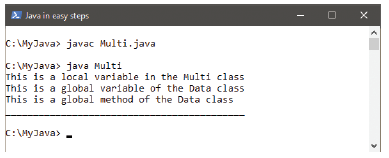 Java in easy steps
C:\MyJava> javac Multi.java
C:\MyJava> java Multi
This is a local variable in the Multi class
This is a global variable of the Data class
This is a global method of the Data class
___________________________________________
C:\MyJava>